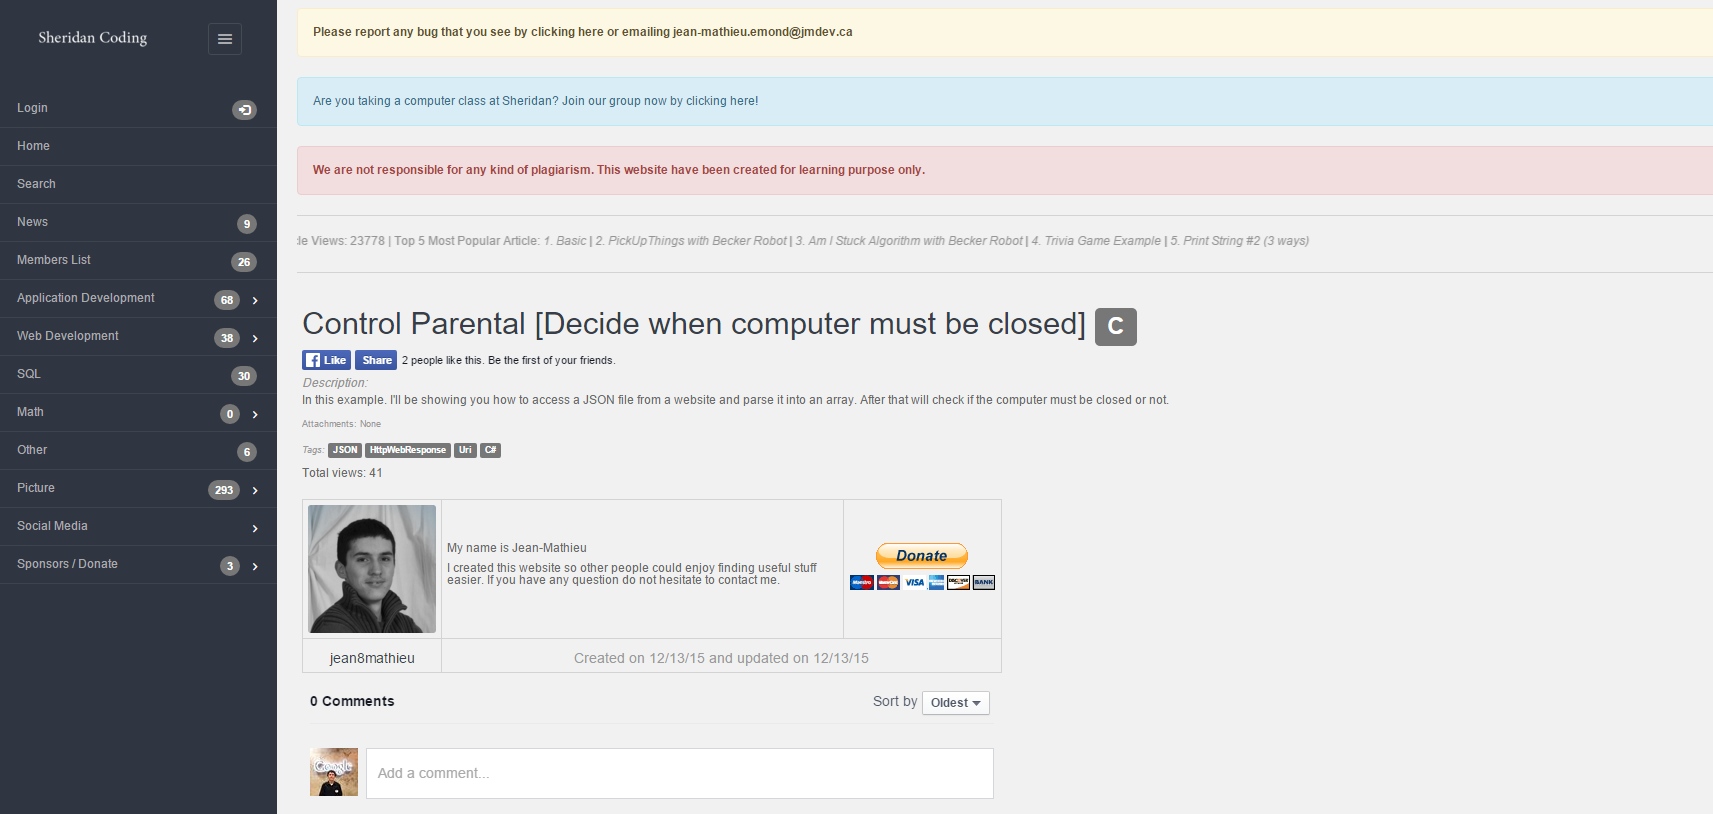 Sheridan Coding
Login
Home
Search
News 9
Members List 26
Application Development 68
Web Development 38
SQL 30
Math 0
Other 6
Picture 293
Social Media
Sponsors / Donate 3
Please report any bug that you see by clicking here or emailing jean-mathieu.emond@jmdev.ca
Are you taking a computer class at Sheridan? Join our group now by clicking here!
We are not responsible for any kind of plagiarism. This website have been created for learning purpose only.
le Views: 23778 | Top 5 Most Popular Article: 1. Basic | 2. PickUpThings with Becker Robot | 3. Am I Stuck Algorithm with Becker Robot | 4. Trivia Game Example | 5. Print String #2 (3 ways)
Control Parental [Decide when computer must be closed] C
Like Share 2 people like this. Be the first of your friends.
Description:
In this example. I'll be showing you how to access a JSON file from a website and parse it into an array. After that will check if the computer must be closed or not.
Attachments: None
Tags: JSON HttpWebResponse Uri C#
Total views: 41
My name is Jean-Mathieu
I created this website so other people could enjoy finding useful stuff
easier. If you have any question do not hesitate to contact me.
Donate
Maestro MasterCard VISA DISCOVER BANK
jean8mathieu
Created on 12/13/15 and updated on 12/13/15
0 Comments
Sort by Oldest
Google
Add a comment...